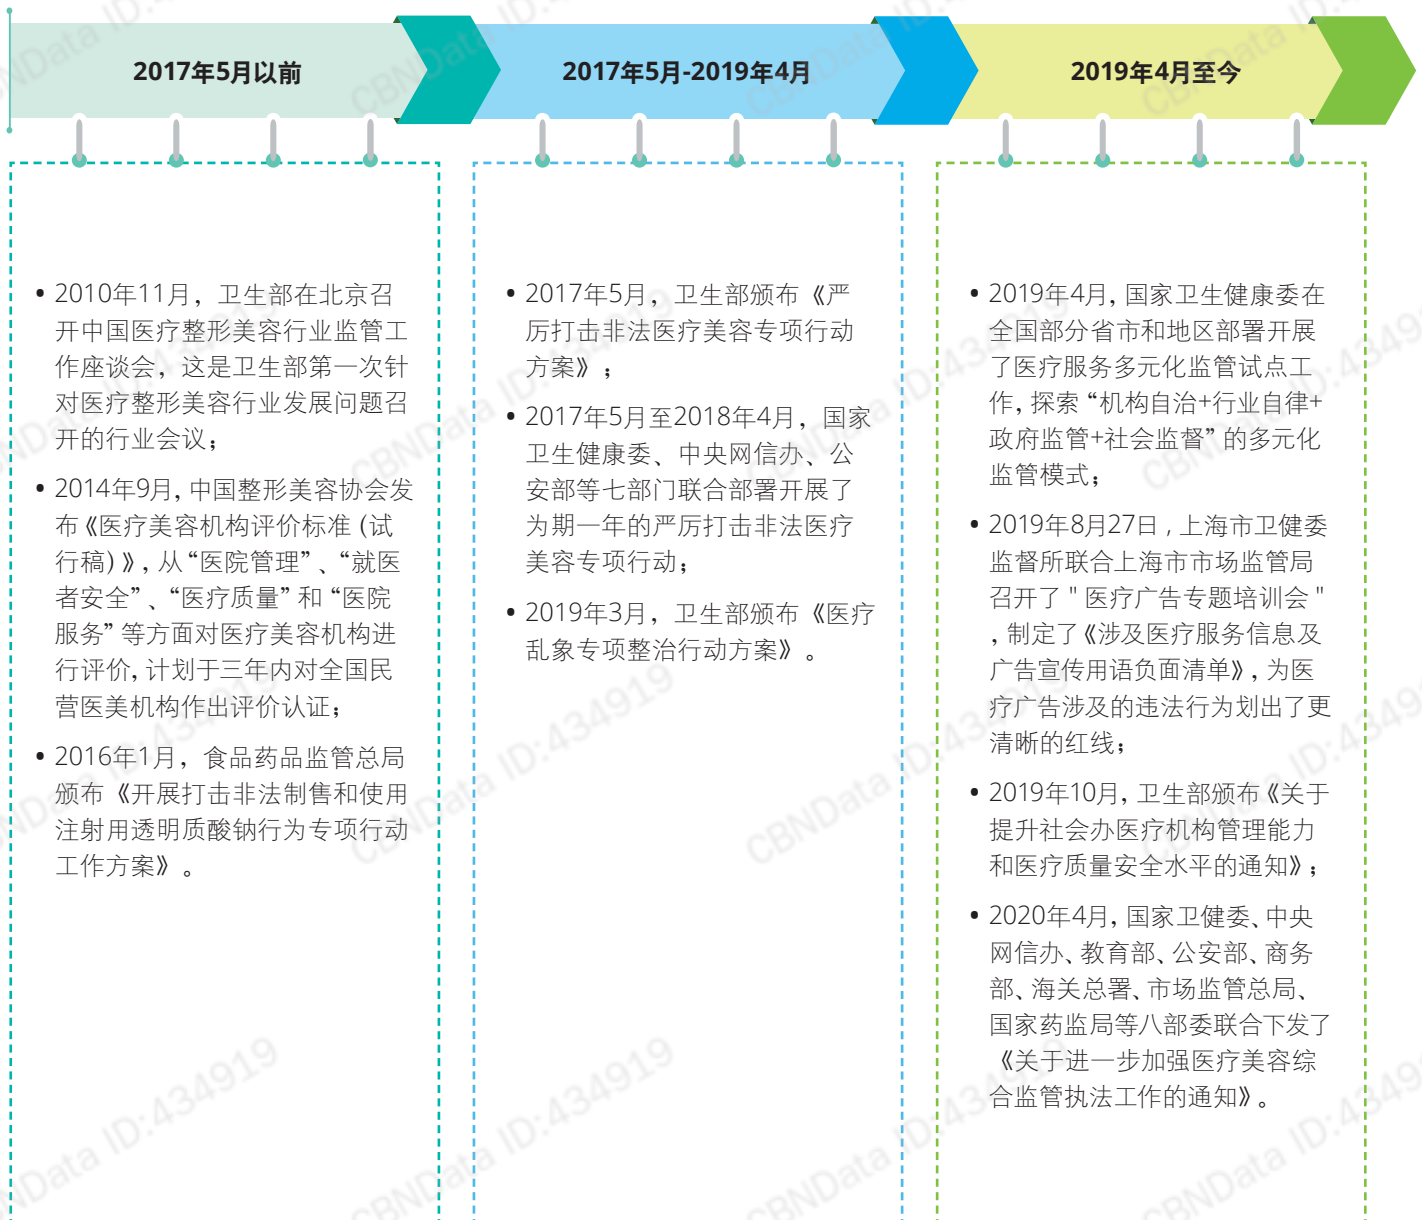 2017年5月以前
2017年5月-2019年4月
2019年4月至今
• 2010年11月，卫生部在北京召
开中国医疗整形美容行业监管工
作座谈会，这是卫生部第一次针
对医疗整形美容行业发展问题召
开的行业会议；
• 2014年9月，中国整形美容协会发
布《医疗美容机构评价标准（试
行稿）》，从“医院管理”、“就医
者安全”、“医疗质量”和“医院
服务”等方面对医疗美容机构进
行评价，计划于三年内对全国民
营医美机构作出评价认证；
• 2016年1月，食品药品监管总局
颁布《开展打击非法制售和使用
注射用透明质酸钠行为专项行动
工作方案》。
• 2017年5月，卫生部颁布《严
厉打击非法医疗美容专项行动
方案》；
• 2017年5月至2018年4月，国家
卫生健康委、中央网信办、公
安部等七部门联合部署开展了
为期一年的严厉打击非法医疗
美容专项行动；
• 2019年3月，卫生部颁布《医疗
乱象专项整治行动方案》。
• 2019年4月，国家卫生健康委在
全国部分省市和地区部署开展
了医疗服务多元化监管试点工
作，探索“机构自治+行业自律+
政府监管+社会监督”的多元化
监管模式；
• 2019年8月27日，上海市卫健委
监督所联合上海市市场监管局
召开了＂医疗广告专题培训会＂
，制定了《涉及医疗服务信息及
广告宣传用语负面清单》，为医
疗广告涉及的违法行为划出了更
清晰的红线；
• 2019年10月，卫生部颁布《关于
提升社会办医疗机构管理能力
和医疗质量安全水平的通知》；
• 2020年4月，国家卫健委、中央
网信办、教育部、公安部、商务
部、海关总署、市场监管总局、
国家药监局等八部委联合下发了
《关于进一步加强医疗美容综
合监管执法工作的通知》。
CBNData ID:434919